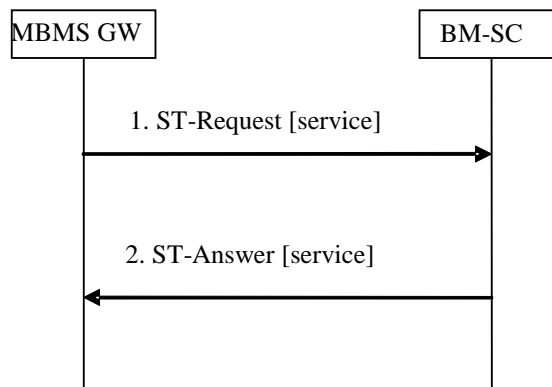 MBMS GW
BM-SC
1. ST-Request [service]
2. ST-Answer [service]